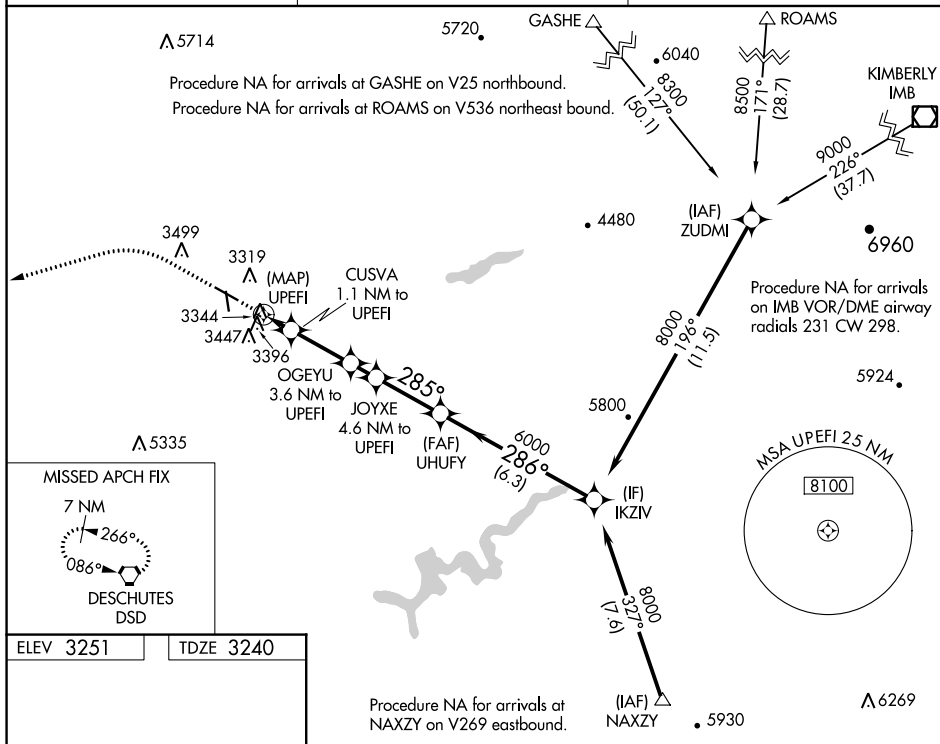 GASHE
ROAMS
5714
5720
6040
8300
127°
(50.1)
8500
171°
(28.7)
KIMBERLY
IMB
Procedure NA for arrivals at GASHE on V25 northbound.
Procedure NA for arrivals at ROAMS on V536 northeast bound.
9000
226°
(37.7)
(IAF)
ZUDMI
4480
6960
3499
3319
(MAP)
UPEFI
CUSVA
1.1 NM to
UPEFI
Procedure NA for arrivals
on IMB VOR/DME airway
radials 231 CW 298.
3344
3447
3396
8000
196°
(11.5)
OGEYU
3.6 NM to
UPEFI
285°
JOYXE
4.6 NM to
UPEFI
5924
5800
(FAF)
UHUFY
6000
286°
(6.3)
5335
MSA UPEFI 25 NM
8100
MISSED APCH FIX
7 NM
266°
086°
DESCHUTES
DSD
(IF)
IKZIV
8000
327°
(7.6)
ELEV 3251
TDZE 3240
Procedure NA for arrivals at
NAXZY on V269 eastbound.
(IAF)
NAXZY
5930
6269